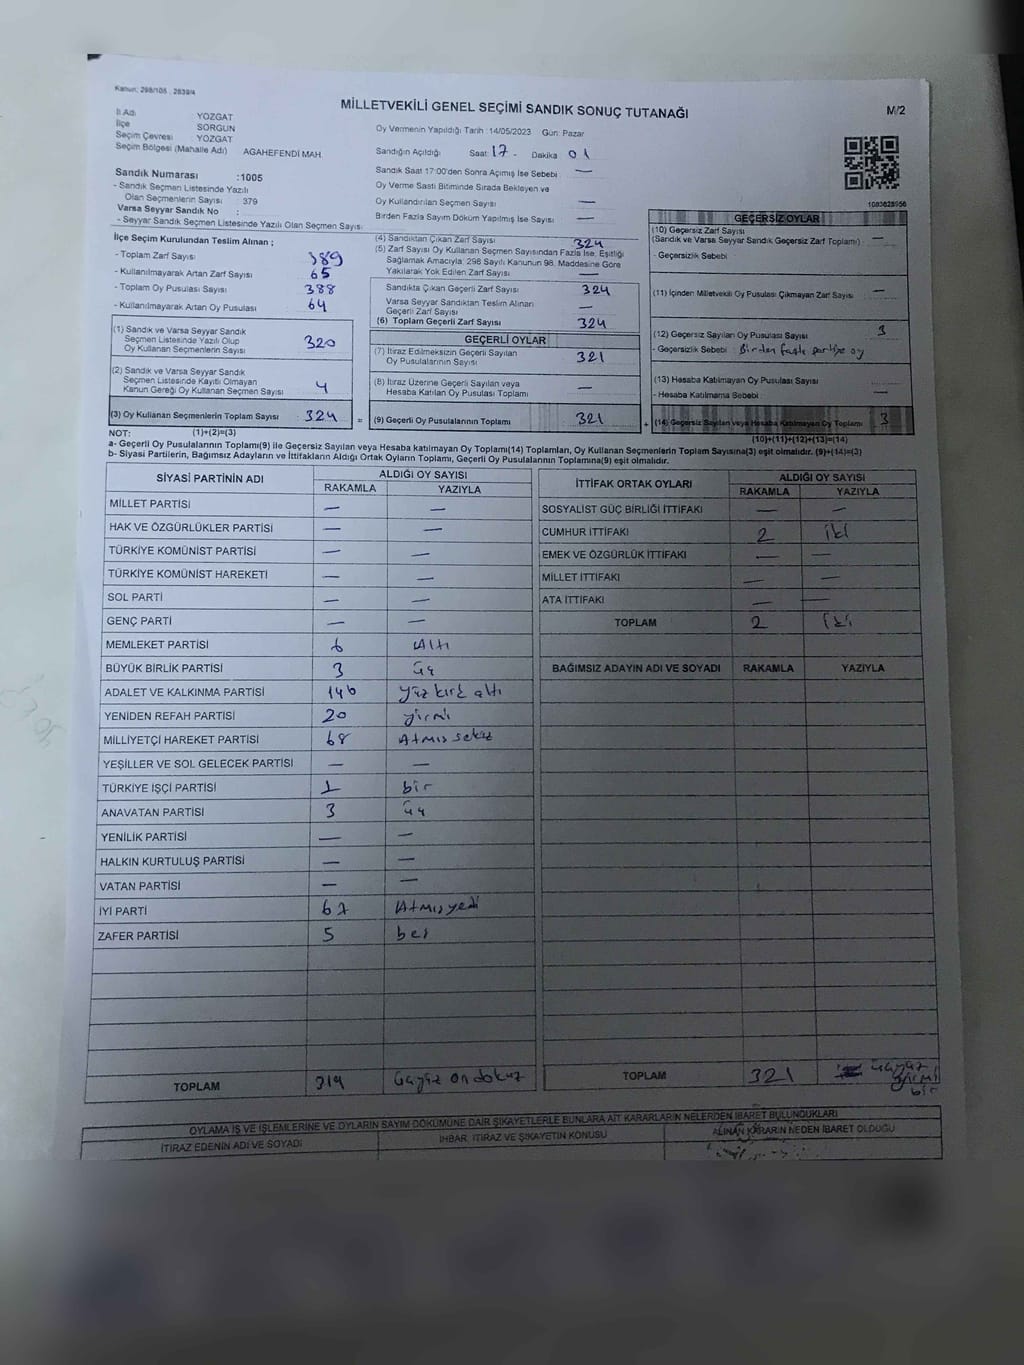 Kanun: 298/105 , 2839/4
MİLLETVEKİLİ GENEL SEÇİMİ SANDIK SONUÇ TUTANAĞI
M/2
İl Adı YOZGAT
İlçe SORGUN
Seçim Çevresi YOZGAT
Seçim Bölgesi (Mahalle Adı) AGAHEFENDİ MAH.
Oy Vermenin Yapıldığı Tarih : 14/05/2023 Gün: Pazar
Sandığın Açıldığı Saat 17 - Dakika 01
Sandık Saat 17:00'den Sonra Açımış İse Sebebi : —
Oy Verme Saati Bitiminde Sırada Bekleyen ve
Oy Kullandırılan Seçmen Sayısı : —
Birden Fazla Sayım Döküm Yapılmış İse Sayısı : —
1083628956
Sandık Numarası :1005
- Sandık Seçmen Listesinde Yazılı
Olan Seçmenlerin Sayısı : 379
Varsa Seyyar Sandık No :
- Seyyar Sandık Seçmen Listesinde Yazılı Olan Seçmen Sayısı
İlçe Seçim Kurulundan Teslim Alınan ;
- Toplam Zarf Sayısı : 389
- Kullanılmayarak Artan Zarf Sayısı : 65
- Toplam Oy Pusulası Sayısı : 388
- Kullanılmayarak Artan Oy Pusulası : 64
(1) Sandık ve Varsa Seyyar Sandık
Seçmen Listesinde Yazılı Olup
Oy Kullanan Seçmenlerin Sayısı : 320
(2) Sandık ve Varsa Seyyar Sandık
Seçmen Listesinde Kayıtlı Olmayan
Kanun Gereği Oy Kullanan Seçmen Sayısı : 4
(3) Oy Kullanan Seçmenlerin Toplam Sayısı : 324
(4) Sandıktan Çıkan Zarf Sayısı 324
(5) Zarf Sayısı Oy Kullanan Seçmen Sayısından Fazla İse, Eşitliği
Sağlamak Amacıyla; 298 Sayılı Kanunun 98. Maddesine Göre
Yakılarak Yok Edilen Zarf Sayısı : —
Sandıkta Çıkan Geçerli Zarf Sayısı : 324
Varsa Seyyar Sandıktan Teslim Alınan
Geçerli Zarf Sayısı : —
(6) Toplam Geçerli Zarf Sayısı : 324
GEÇERLİ OYLAR
(7) İtiraz Edilmeksizin Geçerli Sayılan
Oy Pusulalarının Sayısı : 321
(8) İtiraz Üzerine Geçerli Sayılan veya
Hesaba Katılan Oy Pusulası Toplamı : —
= (9) Geçerli Oy Pusulalarının Toplamı : 321
GEÇERSİZ OYLAR
(10) Geçersiz Zarf Sayısı
(Sandık ve Varsa Seyyar Sandık Geçersiz Zarf Toplamı) : —
- Geçersizlik Sebebi :
(11) İçinden Milletvekili Oy Pusulası Çıkmayan Zarf Sayısı : —
(12) Geçersiz Sayılan Oy Pusulası Sayısı : 3
- Geçersizlik Sebebi : Birden fazla partiye oy
(13) Hesaba Katılmayan Oy Pusulası Sayısı :
- Hesaba Katılmama Sebebi : —
+ (14) Geçersiz Sayılan veya Hesaba Katılmayan Oy Toplamı : 3
NOT: (1)+(2)=(3)
(10)+(11)+(12)+(13)=(14)
a- Geçerli Oy Pusulalarının Toplamı(9) ile Geçersiz Sayılan veya Hesaba katılmayan Oy Toplamı(14) Toplamları, Oy Kullanan Seçmenlerin Toplam Sayısına(3) eşit olmalıdır. (9)+(14)=(3)
b- Siyasi Partilerin, Bağımsız Adayların ve İttifakların Aldığı Ortak Oyların Toplamı, Geçerli Oy Pusulalarının Toplamına(9) eşit olmalıdır.
SİYASİ PARTİNİN ADI ALDIĞI OY SAYISI
RAKAMLA YAZIYLA
MİLLET PARTİSİ — —
HAK VE ÖZGÜRLÜKLER PARTİSİ — —
TÜRKİYE KOMÜNİST PARTİSİ — —
TÜRKİYE KOMÜNİST HAREKETİ — —
SOL PARTİ — —
GENÇ PARTİ — —
MEMLEKET PARTİSİ 6 Altı
BÜYÜK BİRLİK PARTİSİ 3 üç
ADALET VE KALKINMA PARTİSİ 146 yüz kırk altı
YENİDEN REFAH PARTİSİ 20 yirmi
MİLLİYETÇİ HAREKET PARTİSİ 68 Atmış sekiz
YEŞİLLER VE SOL GELECEK PARTİSİ — —
TÜRKİYE İŞÇİ PARTİSİ 1 bir
ANAVATAN PARTİSİ 3 üç
YENİLİK PARTİSİ — —
HALKIN KURTULUŞ PARTİSİ — —
VATAN PARTİSİ — —
İYİ PARTİ 67 Atmış yedi
ZAFER PARTİSİ 5 beş
TOPLAM 319 üçyüz on dokuz
İTTİFAK ORTAK OYLARI ALDIĞI OY SAYISI
RAKAMLA YAZIYLA
SOSYALİST GÜÇ BİRLİĞİ İTTİFAKI — —
CUMHUR İTTİFAKI 2 iki
EMEK VE ÖZGÜRLÜK İTTİFAKI — —
MİLLET İTTİFAKI — —
ATA İTTİFAKI — —
TOPLAM 2 iki
BAĞIMSIZ ADAYIN ADI VE SOYADI RAKAMLA YAZIYLA
TOPLAM 321 üçyüz
yirmi
bir
OYLAMA İŞ VE İŞLEMLERİNE VE OYLARIN SAYIM DÖKÜMÜNE DAİR ŞİKAYETLERLE BUNLARA AİT KARARLARIN NELERDEN İBARET BULUNDUKLARI
İTİRAZ EDENİN ADI VE SOYADI İHBAR, İTİRAZ VE ŞİKAYETİN KONUSU ALINAN KARARIN NEDEN İBARET OLDUĞU